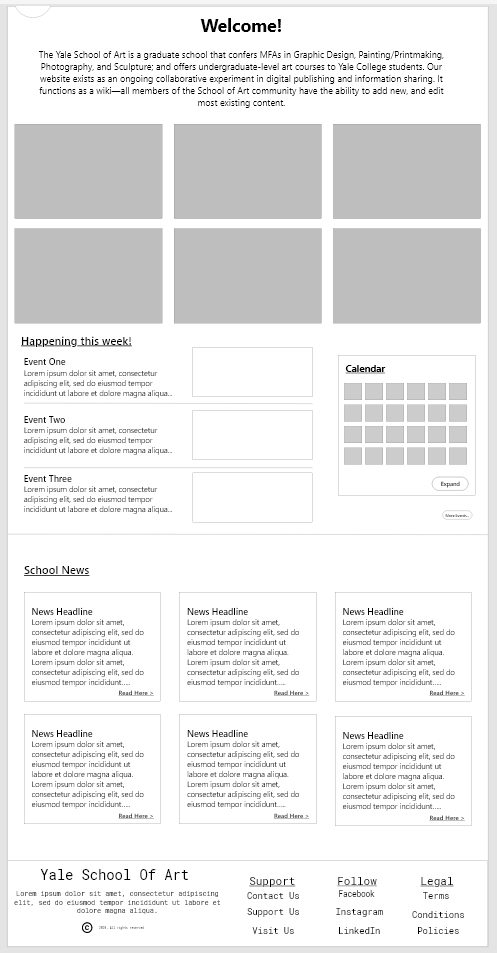 Welcome!
The Yale School of Art is a graduate school that confers MFAs in Graphic Design, Painting/Printmaking,
Photography, and Sculpture; and offers undergraduate-level art courses to Yale College students. Our
website exists as an ongoing collaborative experiment in digital publishing and information sharing. It
functions as a wiki—all members of the School of Art community have the ability to add new, and edit
most existing content.
Happening this week!
Event One
Lorem ipsum dolor sit amet, consectetur
adipiscing elit, sed do eiusmod tempor
incididunt ut labore et dolore magna aliqua..
Event Two
Lorem ipsum dolor sit amet, consectetur
adipiscing elit, sed do eiusmod tempor
incididunt ut labore et dolore magna aliqua..
Event Three
Lorem ipsum dolor sit amet, consectetur
adipiscing elit, sed do eiusmod tempor
incididunt ut labore et dolore magna aliqua..
Calendar
Expand
More Events..
School News
News Headline
Lorem ipsum dolor sit amet,
consectetur adipiscing elit, sed do
eiusmod tempor incididunt ut
labore et dolore magna aliqua.
Lorem ipsum dolor sit amet,
consectetur adipiscing elit, sed do
eiusmod tempor incididunt.....
Read Here >
News Headline
Lorem ipsum dolor sit amet,
consectetur adipiscing elit, sed do
eiusmod tempor incididunt ut
labore et dolore magna aliqua.
Lorem ipsum dolor sit amet,
consectetur adipiscing elit, sed do
eiusmod tempor incididunt.....
Read Here >
News Headline
Lorem ipsum dolor sit amet,
consectetur adipiscing elit, sed do
eiusmod tempor incididunt ut
labore et dolore magna aliqua.
Lorem ipsum dolor sit amet,
consectetur adipiscing elit, sed do
eiusmod tempor incididunt.....
Read Here >
News Headline
Lorem ipsum dolor sit amet,
consectetur adipiscing elit, sed do
eiusmod tempor incididunt ut
labore et dolore magna aliqua.
Lorem ipsum dolor sit amet,
consectetur adipiscing elit, sed do
eiusmod tempor incididunt.....
Read Here >
News Headline
Lorem ipsum dolor sit amet,
consectetur adipiscing elit, sed do
eiusmod tempor incididunt ut
labore et dolore magna aliqua.
Lorem ipsum dolor sit amet,
consectetur adipiscing elit, sed do
eiusmod tempor incididunt.....
Read Here >
News Headline
Lorem ipsum dolor sit amet,
consectetur adipiscing elit, sed do
eiusmod tempor incididunt ut
labore et dolore magna aliqua.
Lorem ipsum dolor sit amet,
consectetur adipiscing elit, sed do
eiusmod tempor incididunt.....
Read Here >
Yale School Of Art
Lorem ipsum dolor sit amet, consectetur adipiscing
elit, sed do eiusmod tempor incididunt ut labore et
dolore magna aliqua.
© All rights reserved
Support
Contact Us
Support Us
Visit Us
Follow
Facebook
Instagram
LinkedIn
Legal
Terms
Conditions
Policies